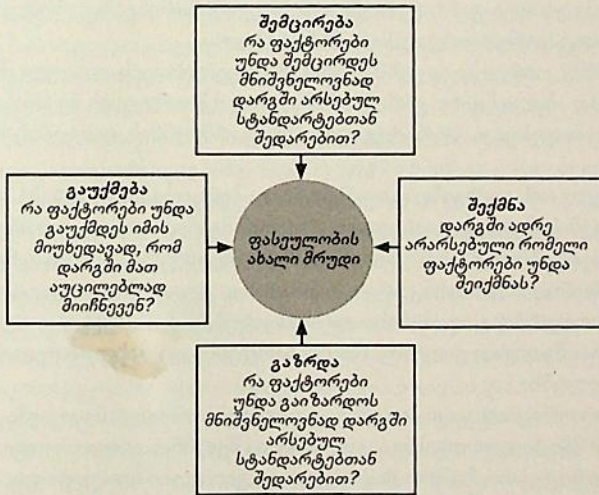 შემცირება
რა ფაქტორები
უნდა შემცირდეს
მნიშვნელოვნად
დარგში არსებულ
სტანდარტებთან
შედარებით?
გაუქმება
რა ფაქტორები უნდა
გაუქმდეს იმის
მიუხედავად, რომ
დარგში მათ
აუცილებლად
მიიჩნევენ?
ფასეულობის
ახალი მრუდი
შექმნა
დარგში ადრე
არარსებული რომელი
ფაქტორები უნდა
შეიქმნას?
გაზრდა
რა ფაქტორები
უნდა გაიზარდოს
მნიშვნელოვნად დარგში
არსებულ
სტანდარტებთან
შედარებით?